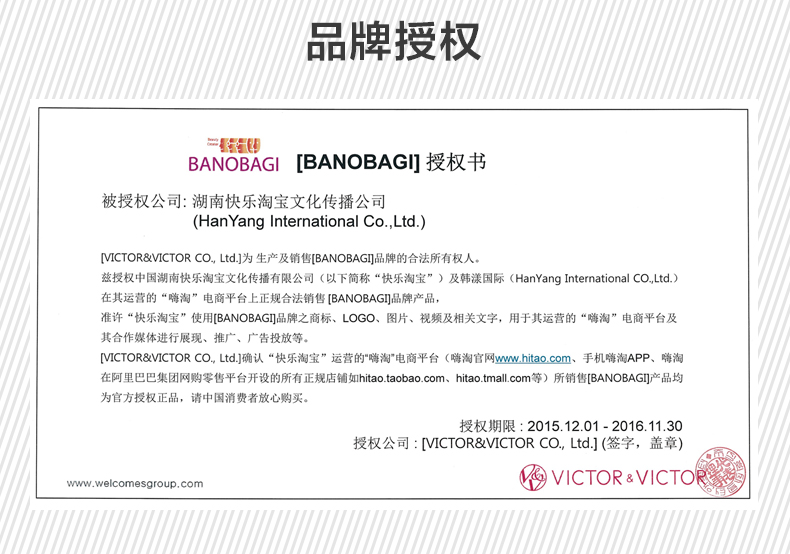 品牌授权
BANOBAGI
[BANOBAGI] 授权书
被授权公司: 湖南快乐淘宝文化传播公司
(HanYang International Co.,Ltd.)
[VICTOR&VICTOR CO., Ltd.]为 生产及销售[BANOBAGI]品牌的合法所有权人。
兹授权中国湖南快乐淘宝文化传播有限公司（以下简称“快乐淘宝”）及韩漾国际（HanYang International CO.,Ltd.）
在其运营的“嗨淘”电商平台上正规合法销售 [BANOBAGI]品牌产品，
准许“快乐淘宝”使用[BANOBAGI]品牌之商标、LOGO、图片、视频及相关文字，用于其运营的“嗨淘”电商平台及
其合作媒体进行展现、推广、广告投放等。
[VICTOR&VICTOR CO., Ltd.]确认“快乐淘宝”运营的“嗨淘”电商平台（嗨淘官网www.hitao.com、手机嗨淘APP、嗨淘
在阿里巴巴集团网购零售平台开设的所有正规店铺如hitao.taobao.com、hitao.tmall.com等）所销售[BANOBAGI]产品均
为官方授权正品，请中国消费者放心购买。
授权期限 : 2015.12.01 - 2016.11.30
授权公司 : [VICTOR&VICTOR CO., Ltd.] (签字，盖章)
VICTOR & VICTOR
www.welcomesgroup.com